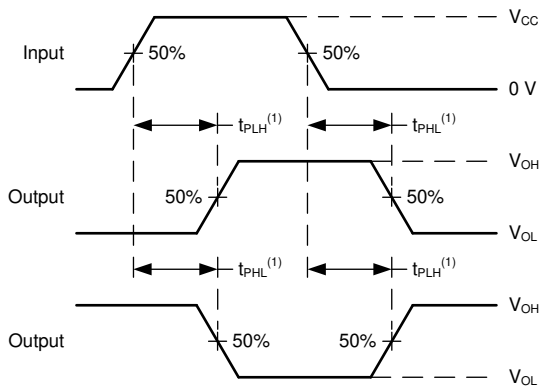 V_CC
Input
50%
50%
0 V
t_PLH^(1)
t_PHL^(1)
V_OH
Output
50%
50%
V_OL
t_PHL^(1)
t_PLH^(1)
V_OH
Output
50%
50%
V_OL